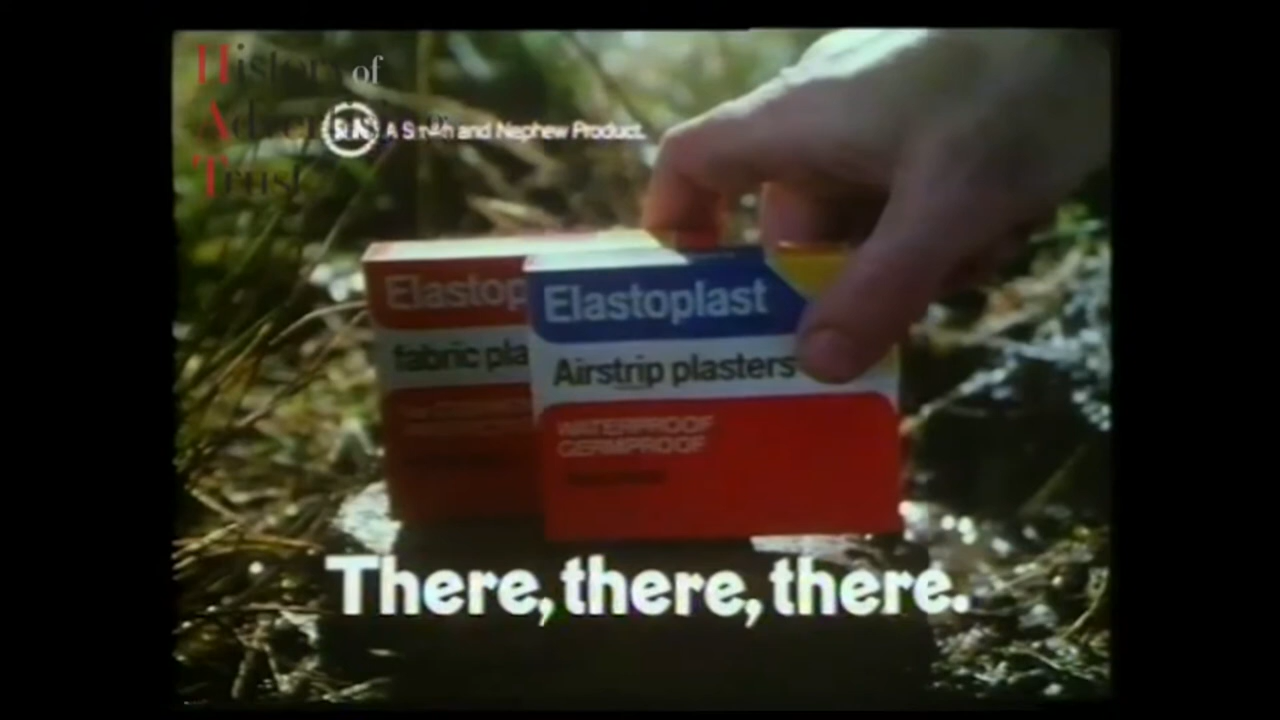 History of
Advertising
Trust
SN A Smith and Nephew Product.
Elastop
fabric pla
Elastoplast
Airstrip plasters
WATERPROOF
GERMPROOF
There, there, there.